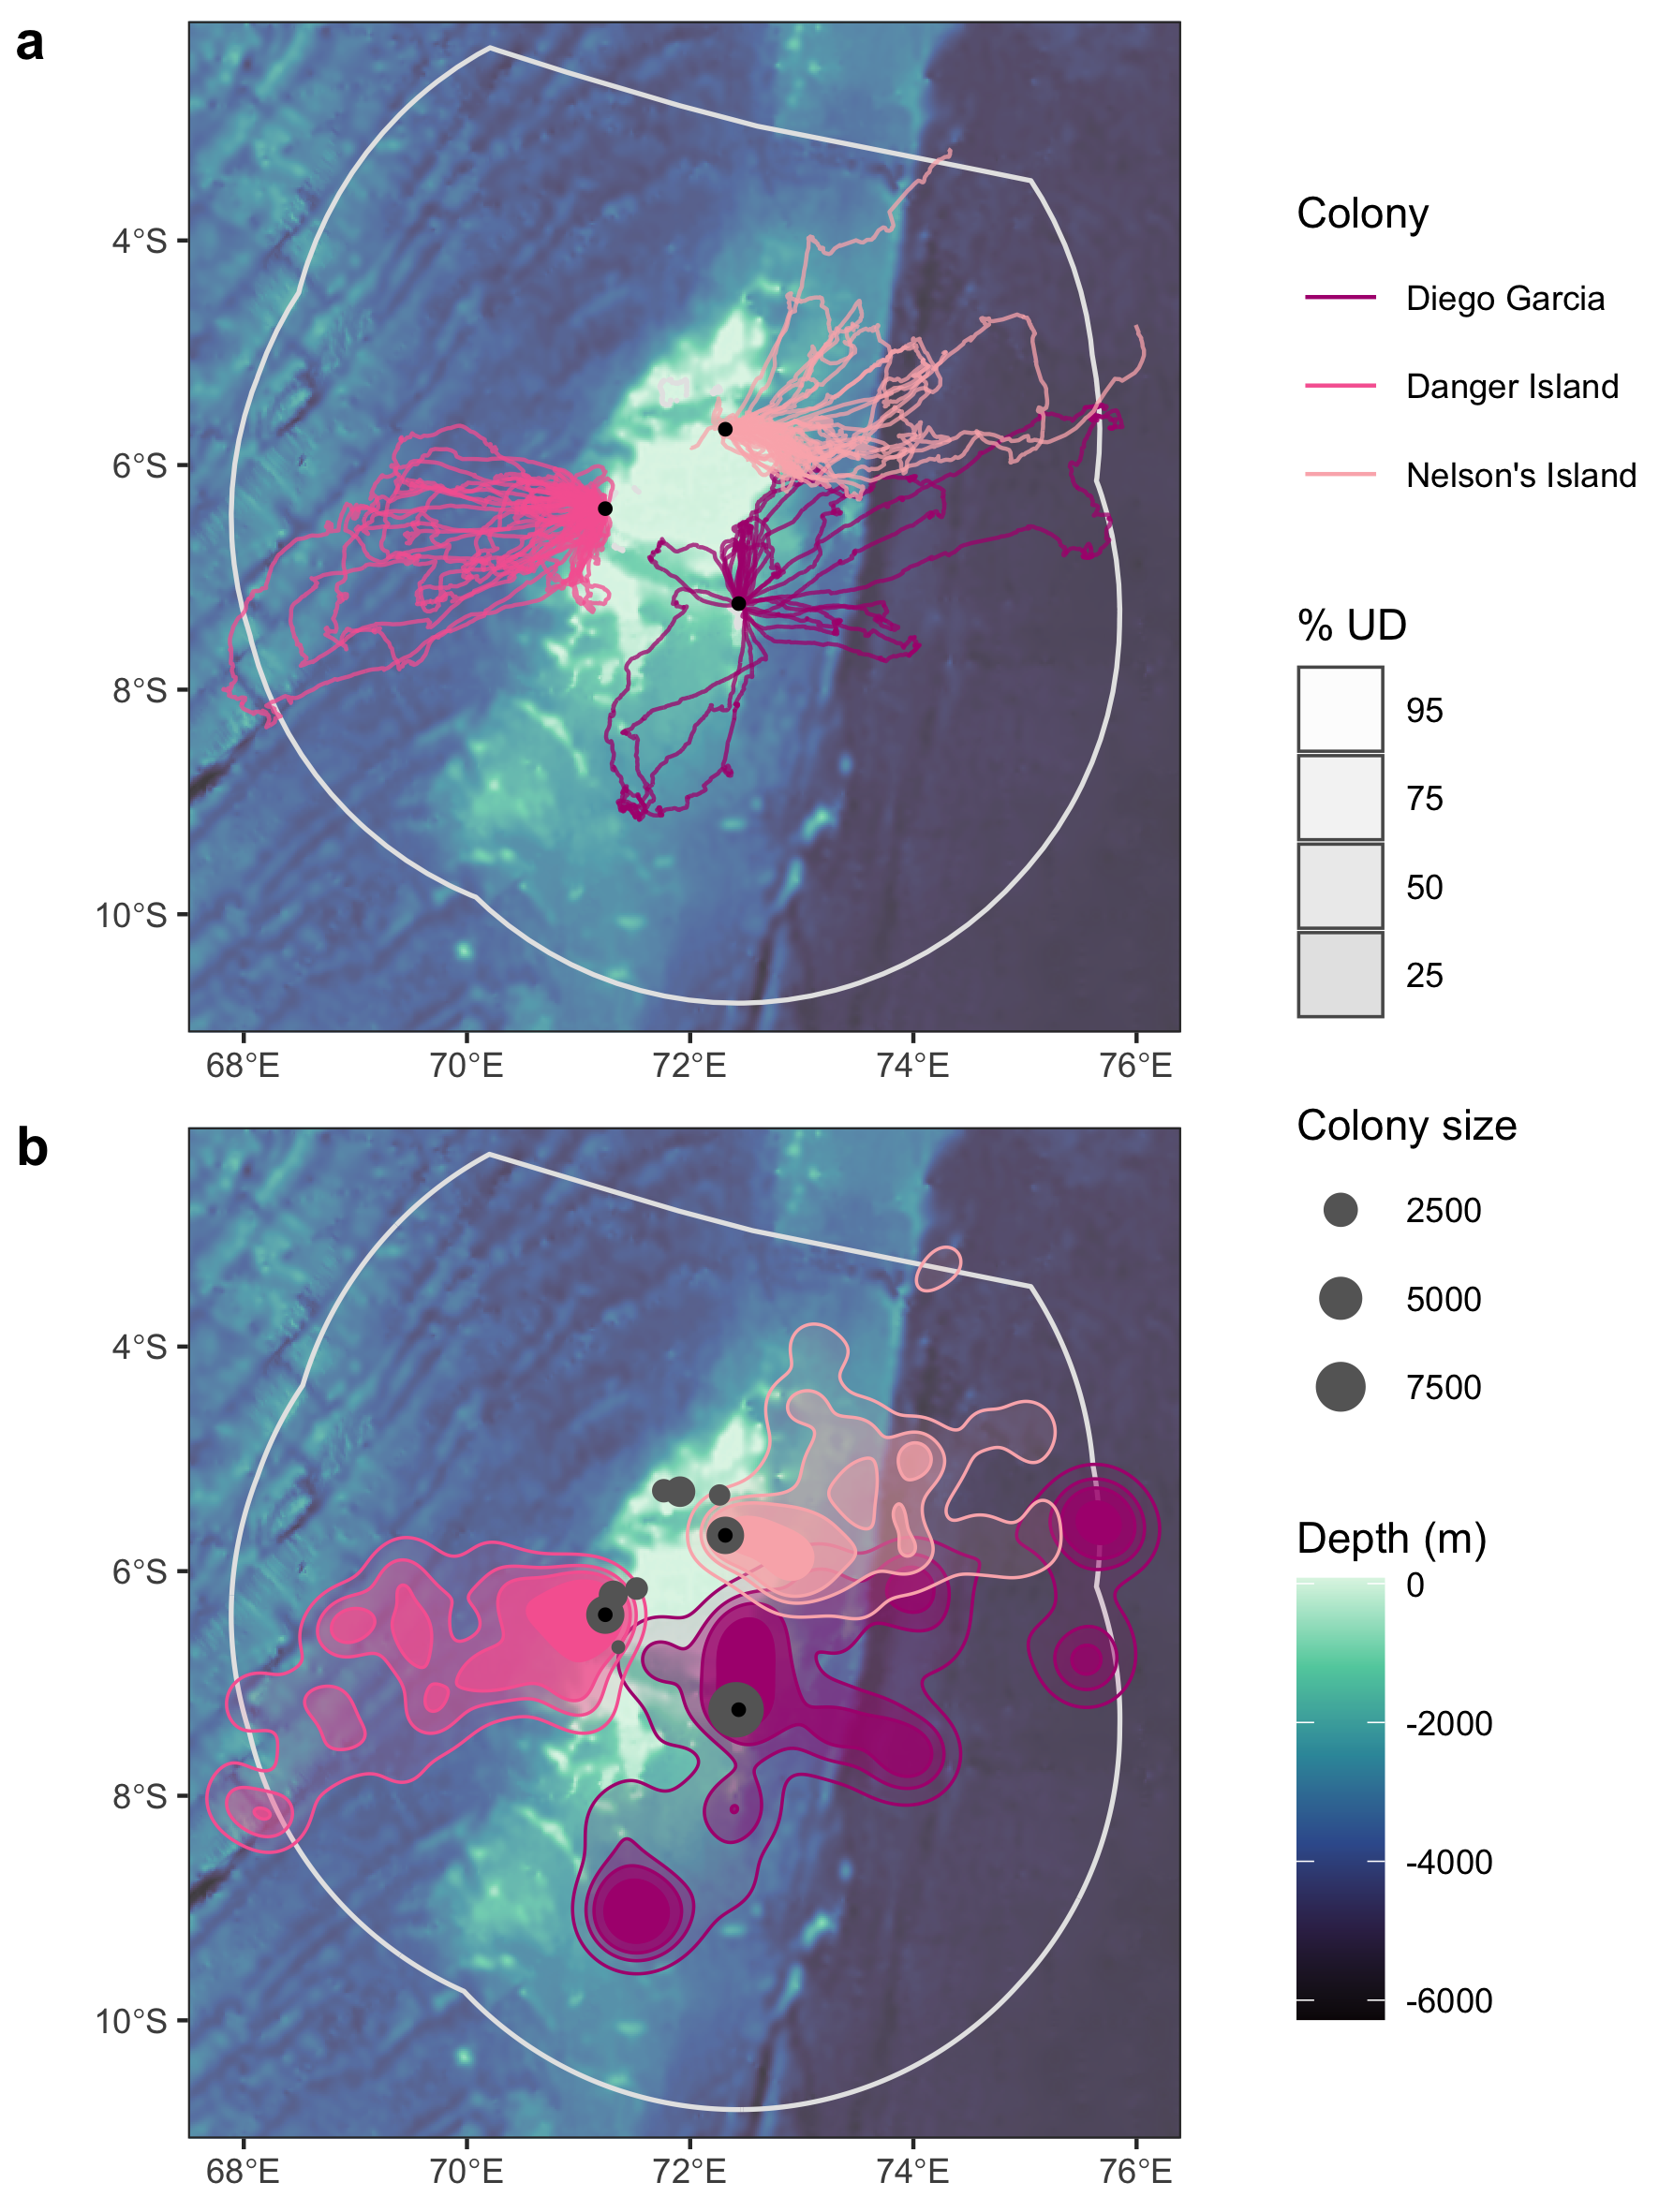 a
4°S
6°S
8°S
10°S
68°E 70°E 72°E 74°E 76°E
Colony
Diego Garcia
Danger Island
Nelson's Island
% UD
95
75
50
25
b
4°S
6°S
8°S
10°S
68°E 70°E 72°E 74°E 76°E
Colony size
2500
5000
7500
Depth (m)
0
-2000
-4000
-6000